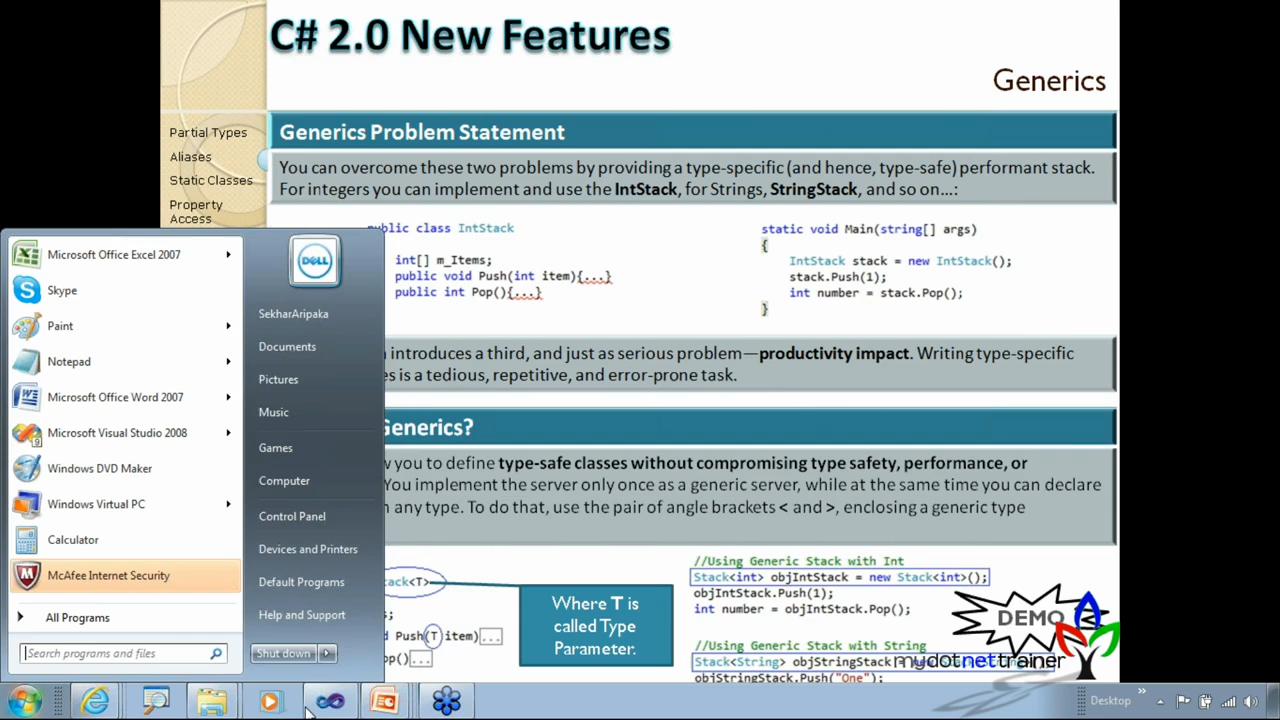 C# 2.0 New Features
Generics
Partial Types
Aliases
Static Classes
Property
Access
Generics Problem Statement
You can overcome these two problems by providing a type-specific (and hence, type-safe) performant stack.
For integers you can implement and use the IntStack, for Strings, StringStack, and so on…:
public class IntStack
int[] m_Items;
public void Push(int item){...}
public int Pop(){...}
static void Main(string[] args)
{
IntStack stack = new IntStack();
stack.Push(1);
int number = stack.Pop();
}
introduces a third, and just as serious problem—productivity impact. Writing type-specific
is a tedious, repetitive, and error-prone task.
Generics?
you to define type-safe classes without compromising type safety, performance, or
You implement the server only once as a generic server, while at the same time you can declare
any type. To do that, use the pair of angle brackets < and >, enclosing a generic type
ack<T>
Push(T item)...
op()...
Where T is
called Type
Parameter.
//Using Generic Stack with Int
Stack<int> objIntStack = new Stack<int>();
objIntStack.Push(1);
int number = objIntStack.Pop();
//Using Generic Stack with String
Stack<String> objStringStack
objStringStack.Push("One");
DEMO
mydotnettrainer
Microsoft Office Excel 2007
Skype
Paint
Notepad
Microsoft Office Word 2007
Microsoft Visual Studio 2008
Windows DVD Maker
Windows Virtual PC
Calculator
McAfee Internet Security
All Programs
Search programs and files
DELL
SekharAripaka
Documents
Pictures
Music
Games
Computer
Control Panel
Devices and Printers
Default Programs
Help and Support
Shut down
Desktop